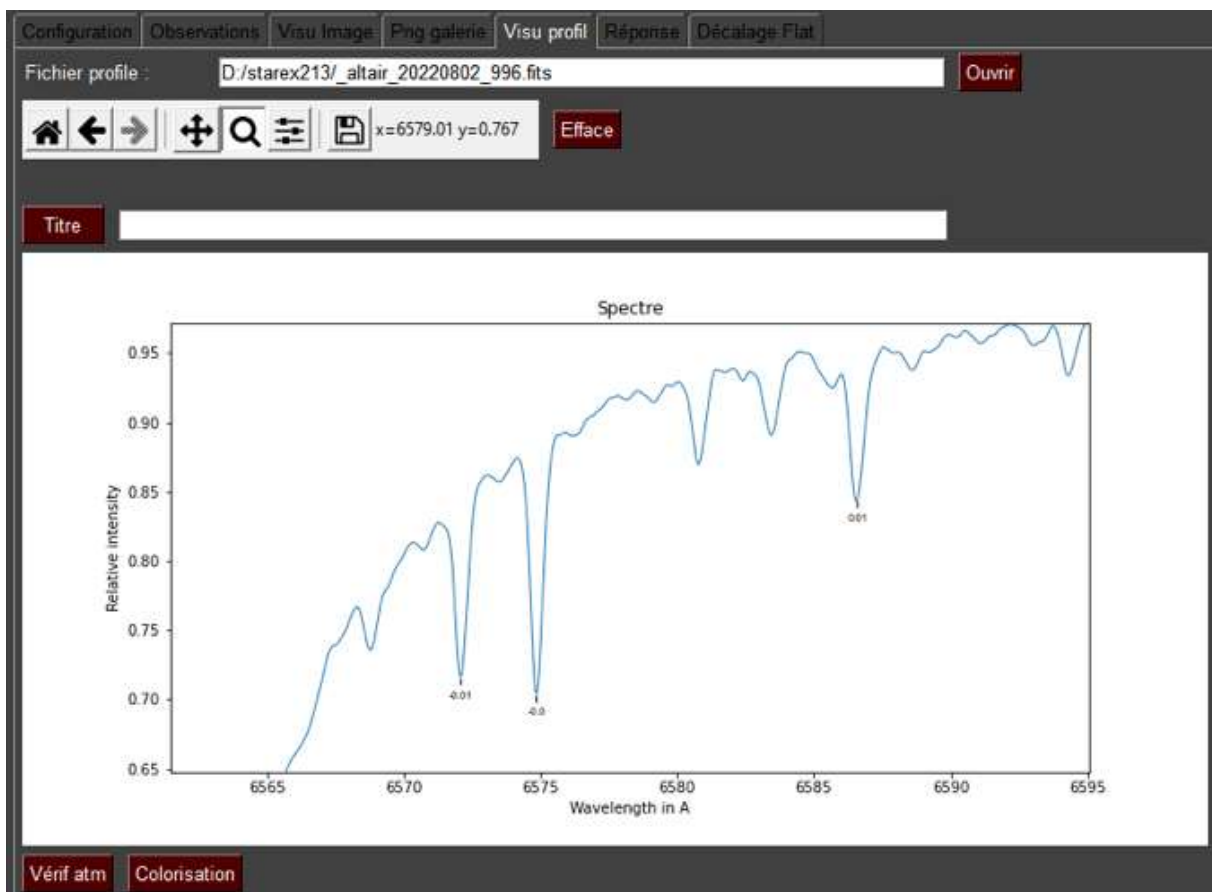 Configuration Observations Visu Image Png galerie Visu profil Réponse Décalage Flat
Fichier profile : D:/starex213/_altair_20220802_996.fits Ouvrir
x=6579.01 y=0.767 Efface
Titre
Spectre
0.95
0.90
0.85
0.80
0.75
0.70
0.65
Relative intensity
-0.01
-0.0
0.01
6565 6570 6575 6580 6585 6590 6595
Wavelength in A
Vérif atm Colorisation